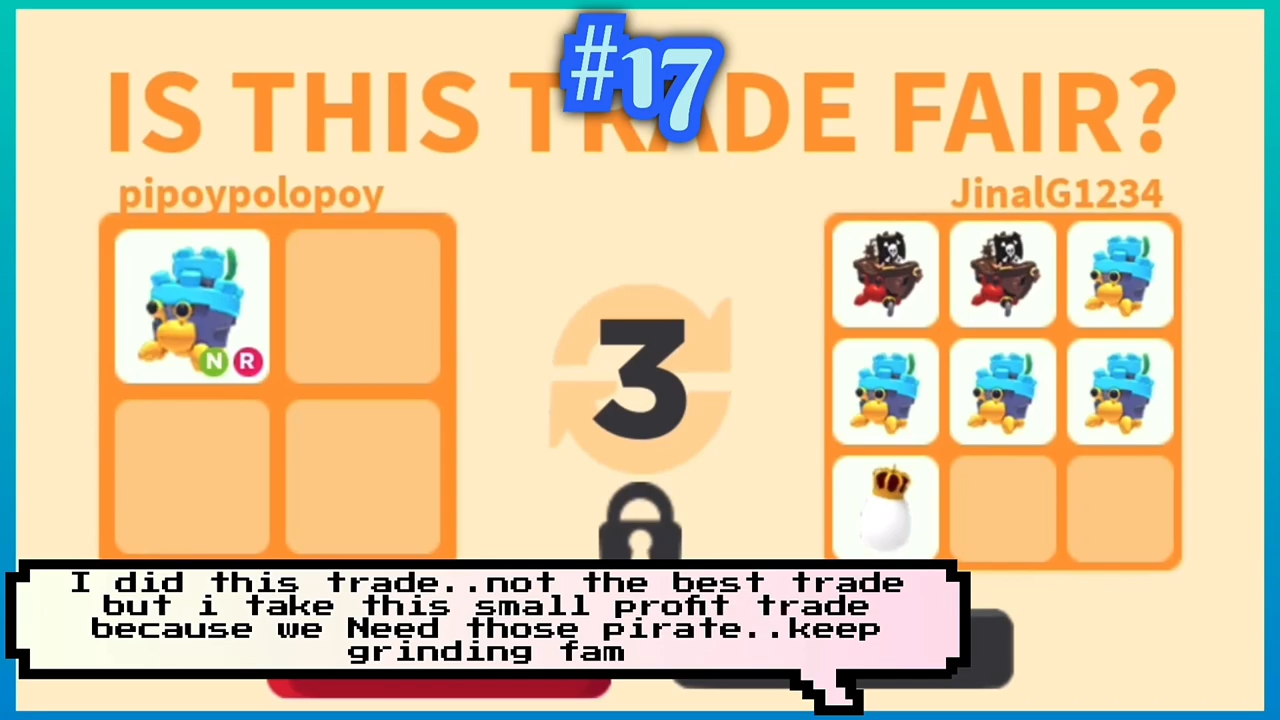 #17
IS THIS TRADE FAIR?
pipoypolopoy
JinalG1234
N R
3
I did this trade..not the best trade
but i take this small profit trade
because we Need those pirate..keep
grinding fam